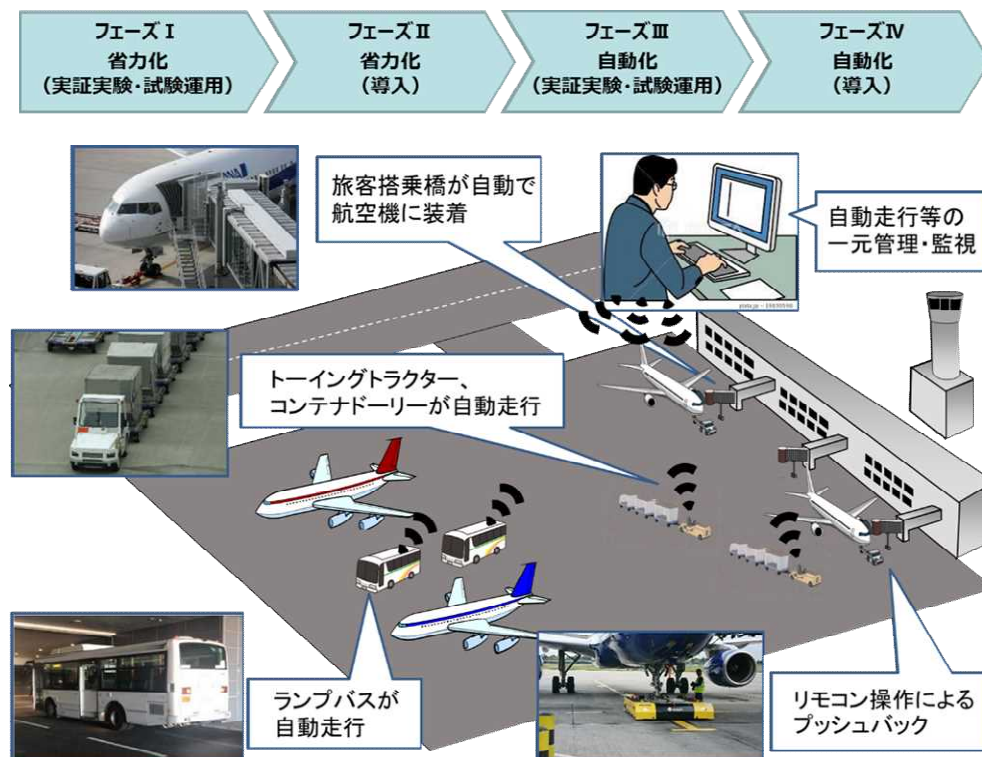 フェーズⅠ
省力化
（実証実験・試験運用）
フェーズⅡ
省力化
（導入）
フェーズⅢ
自動化
（実証実験・試験運用）
フェーズⅣ
自動化
（導入）
旅客搭乗橋が自動で
航空機に装着
自動走行等の
一元管理・監視
トーイングトラクター、
コンテナドーリーが自動走行
ランプバスが
自動走行
リモコン操作による
プッシュバック